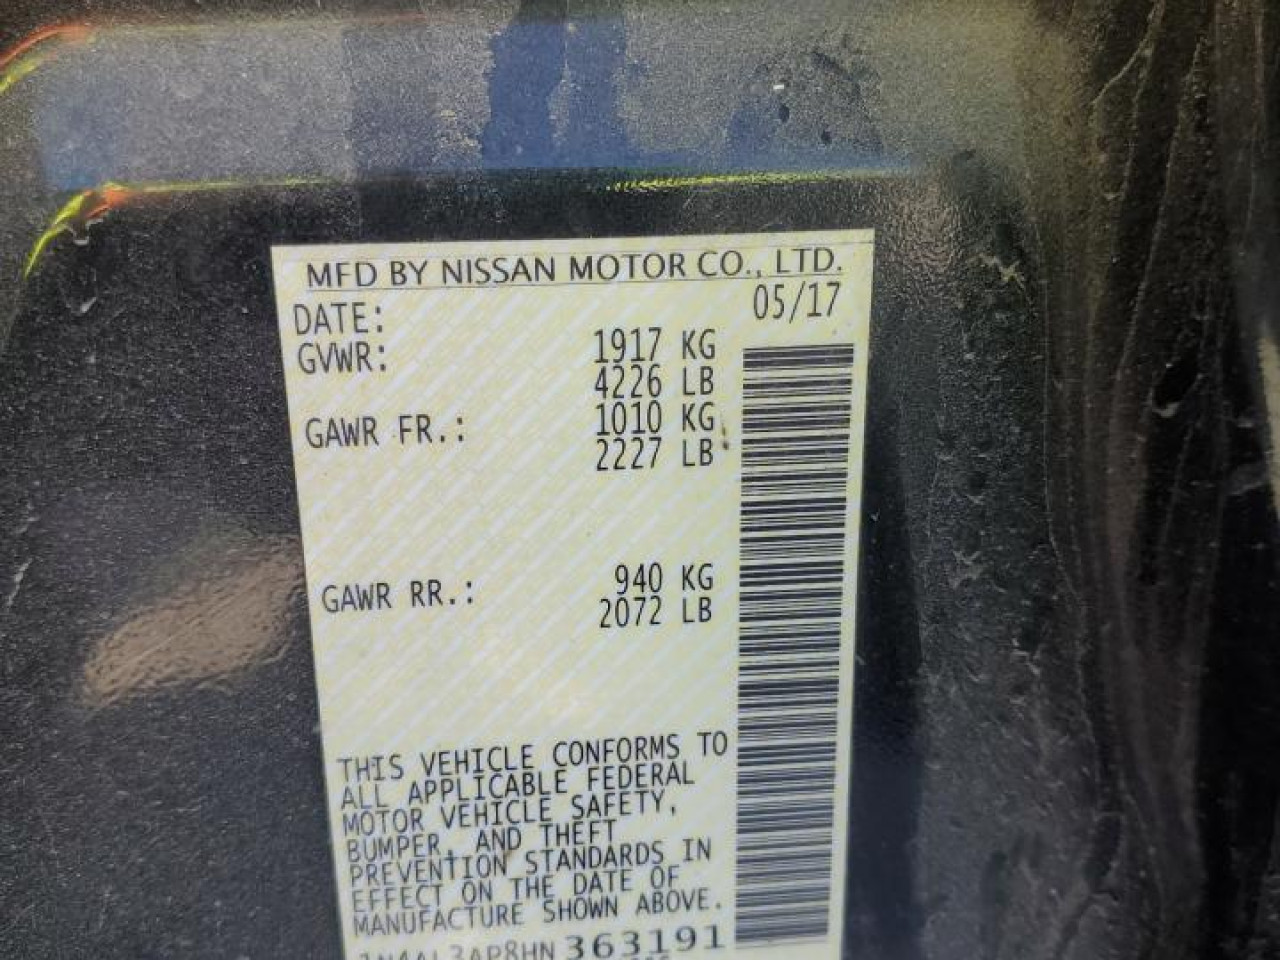 MFD BY NISSAN MOTOR CO., LTD.
DATE: 05/17
GVWR: 1917 KG
4226 LB
GAWR FR.: 1010 KG
2227 LB
GAWR RR.: 940 KG
2072 LB
THIS VEHICLE CONFORMS TO
ALL APPLICABLE FEDERAL
MOTOR VEHICLE SAFETY,
BUMPER, AND THEFT
PREVENTION STANDARDS IN
EFFECT ON THE DATE OF
MANUFACTURE SHOWN ABOVE.
1N4AL3AP8HN363191